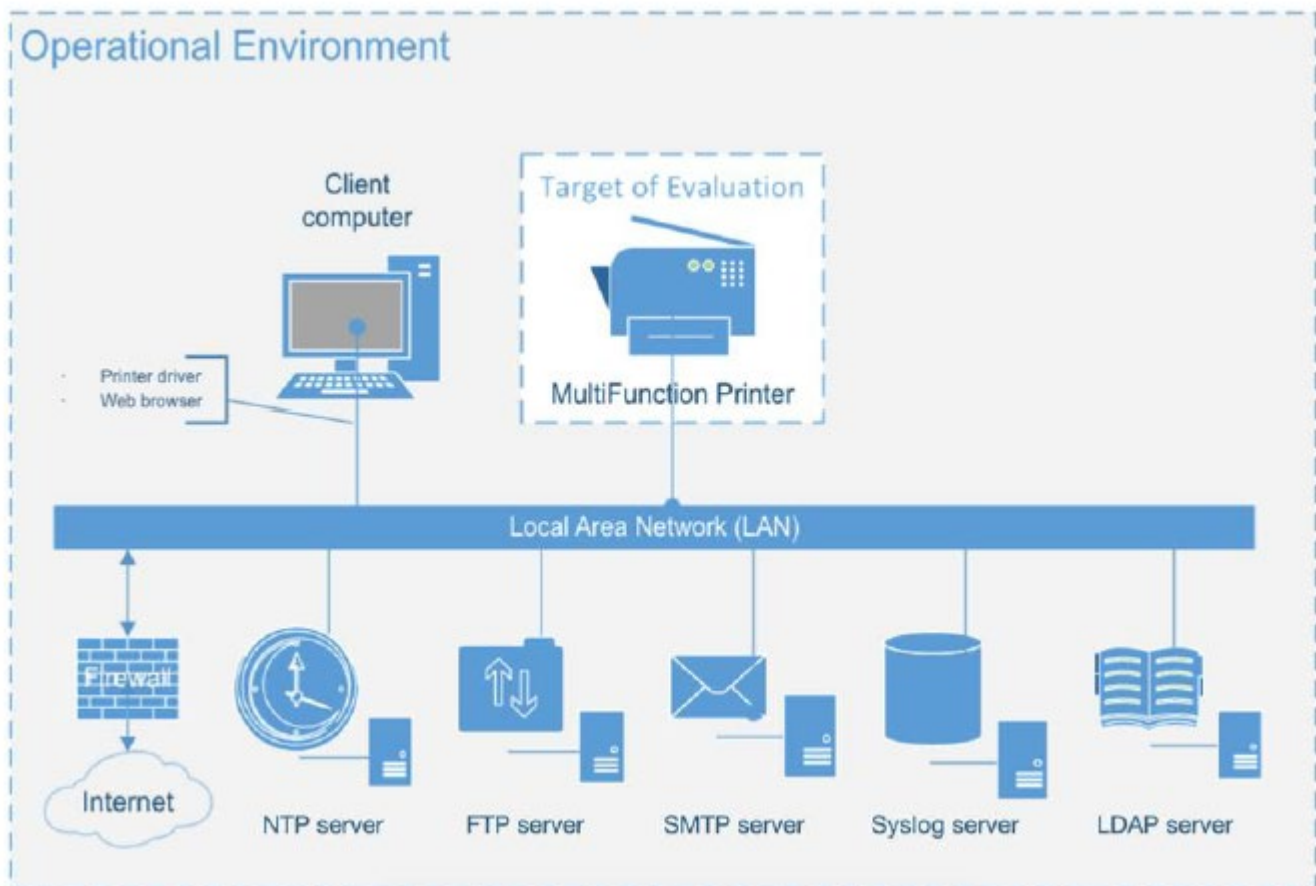 Operational Environment
Client
computer
Target of Evaluation
MultiFunction Printer
· Printer driver
· Web browser
Local Area Network (LAN)
Firewall
Internet
NTP server
FTP server
SMTP server
Syslog server
LDAP server